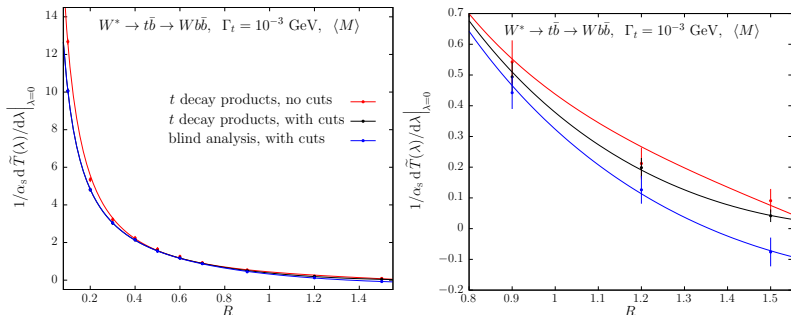 W* → tb̄ → Wbb̄, Γt = 10⁻³ GeV, ⟨M⟩
14
12
10
8
6
4
2
0
1/αs d T̃(λ)/dλ|λ=0
t decay products, no cuts
t decay products, with cuts
blind analysis, with cuts
0.2 0.4 0.6 0.8 1 1.2 1.4
R
W* → tb̄ → Wbb̄, Γt = 10⁻³ GeV, ⟨M⟩
0.7
0.6
0.5
0.4
0.3
0.2
0.1
0
−0.1
−0.2
1/αs d T̃(λ)/dλ|λ=0
0.8 0.9 1 1.1 1.2 1.3 1.4 1.5
R